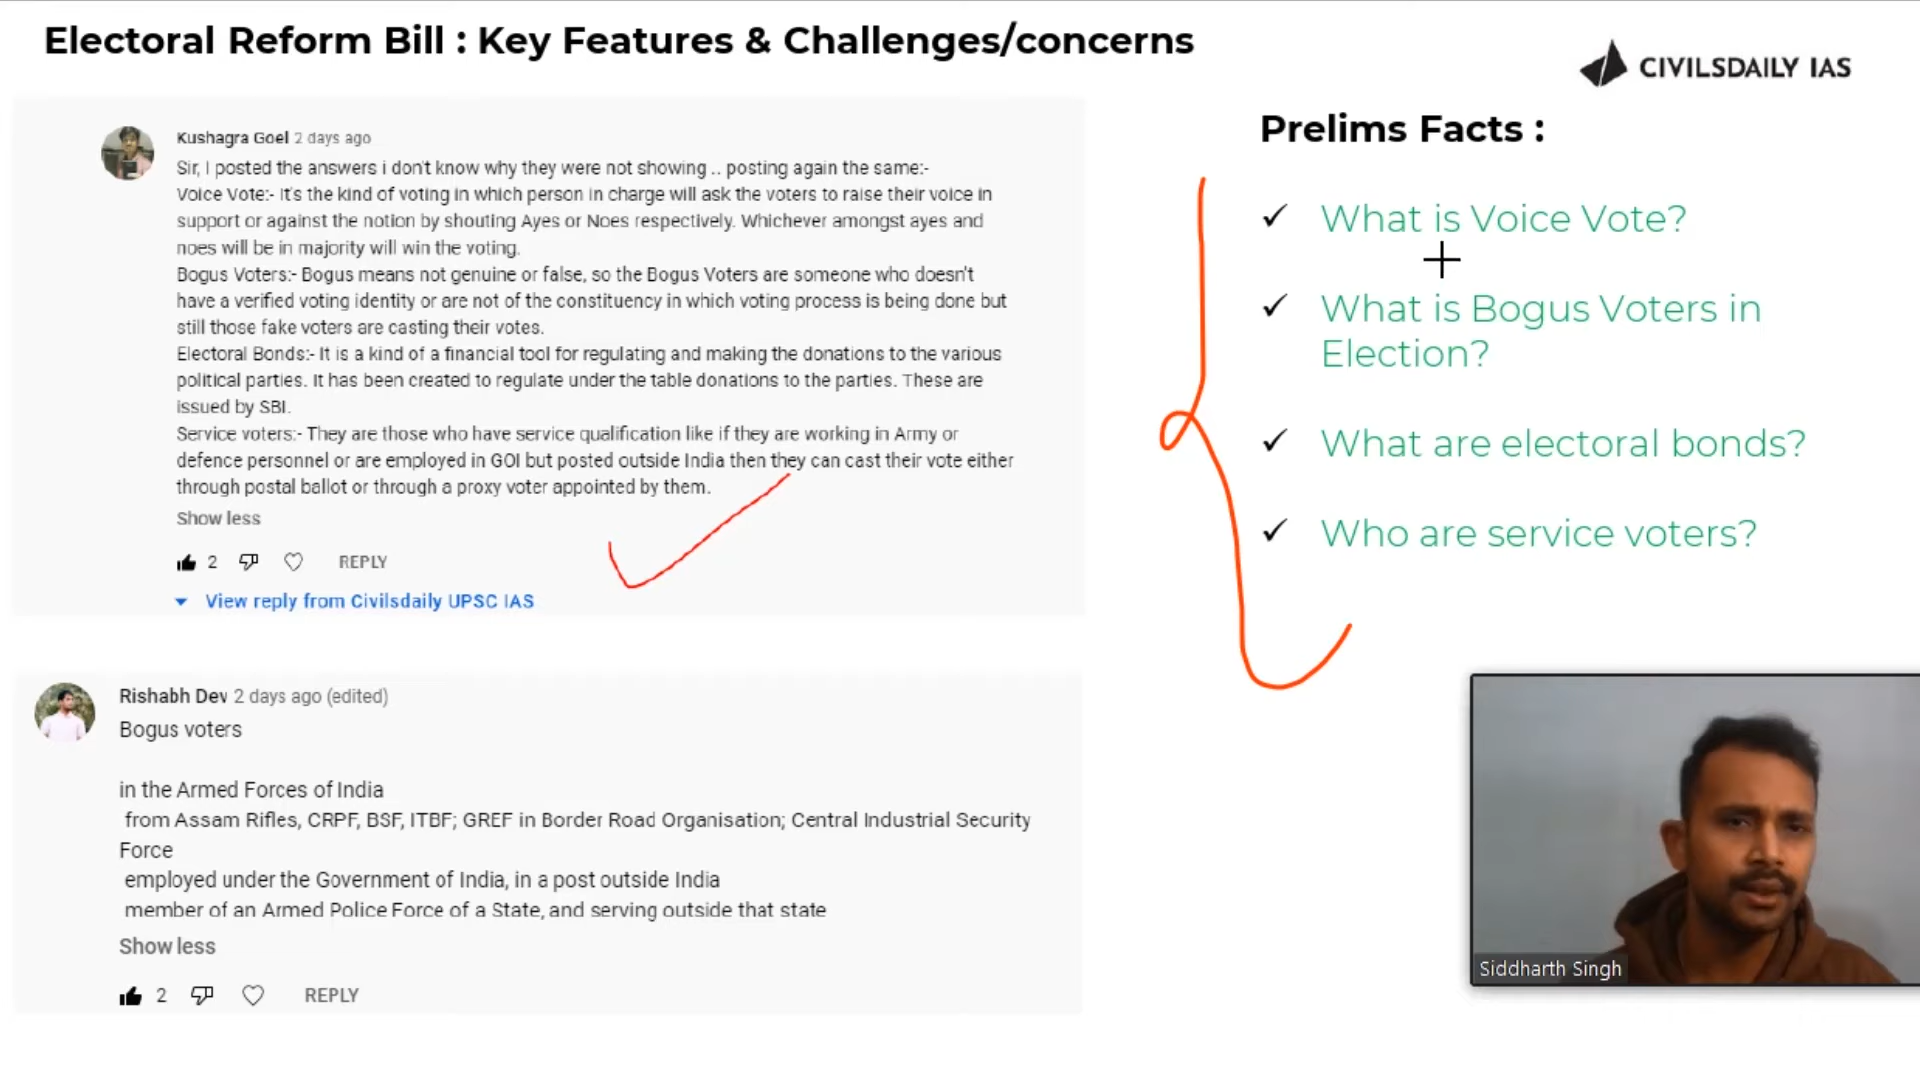 Electoral Reform Bill : Key Features & Challenges/concerns
CIVILSDAILY IAS
Kushagra Goel 2 days ago
Sir, I posted the answers i don't know why they were not showing .. posting again the same:-
Voice Vote:- It's the kind of voting in which person in charge will ask the voters to raise their voice in
support or against the notion by shouting Ayes or Noes respectively. Whichever amongst ayes and
noes will be in majority will win the voting.
Bogus Voters:- Bogus means not genuine or false, so the Bogus Voters are someone who doesn't
have a verified voting identity or are not of the constituency in which voting process is being done but
still those fake voters are casting their votes.
Electoral Bonds:- It is a kind of a financial tool for regulating and making the donations to the various
political parties. It has been created to regulate under the table donations to the parties. These are
issued by SBI.
Service voters:- They are those who have service qualification like if they are working in Army or
defence personnel or are employed in GOI but posted outside India then they can cast their vote either
through postal ballot or through a proxy voter appointed by them.
Show less
2 REPLY
View reply from Civilsdaily UPSC IAS
Rishabh Dev 2 days ago (edited)
Bogus voters
in the Armed Forces of India
from Assam Rifles, CRPF, BSF, ITBF; GREF in Border Road Organisation; Central Industrial Security
Force
employed under the Government of India, in a post outside India
member of an Armed Police Force of a State, and serving outside that state
Show less
2 REPLY
Prelims Facts :
✓ What is Voice Vote?
✓ What is Bogus Voters in
Election?
✓ What are electoral bonds?
✓ Who are service voters?
Siddharth Singh